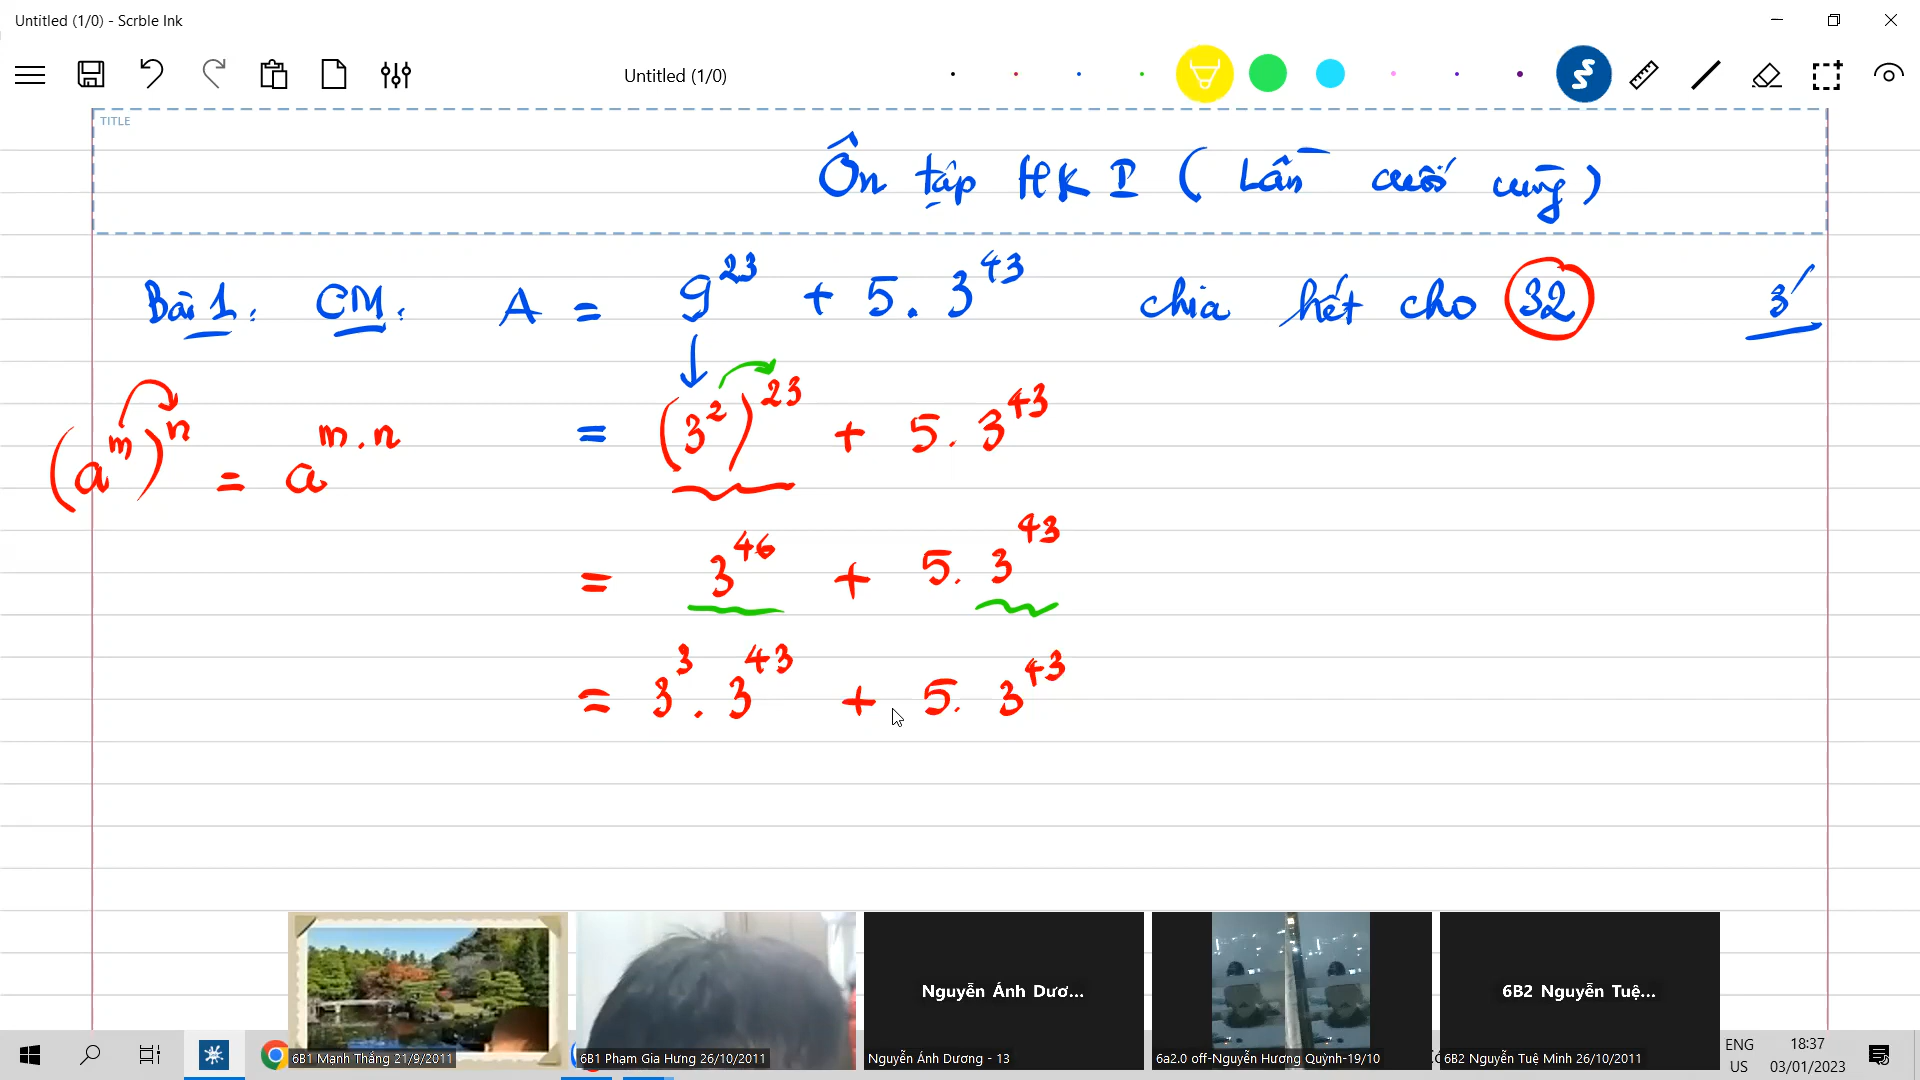 Untitled (1/0) - Scrble Ink
Untitled (1/0)
TITLE
Ôn tập HK I ( Lần cuối cùng )
Bài 1 : CM : A = 9^23 + 5 . 3^43 chia hết cho 32 3'
(a^m)^n = a^m.n
= (3^2)^23 + 5 . 3^43
= 3^46 + 5 . 3^43
= 3^3 . 3^43 + 5 . 3^43
Nguyễn Ánh Dươ...
6B2 Nguyễn Tuệ...
6B1 Mạnh Thắng 21/9/2011
6B1 Phạm Gia Hưng 26/10/2011
Nguyễn Ánh Dương - 13
6a2.0 off-Nguyễn Hương Quỳnh-19/10
6B2 Nguyễn Tuệ Minh 26/10/2011
ENG
US
18:37
03/01/2023